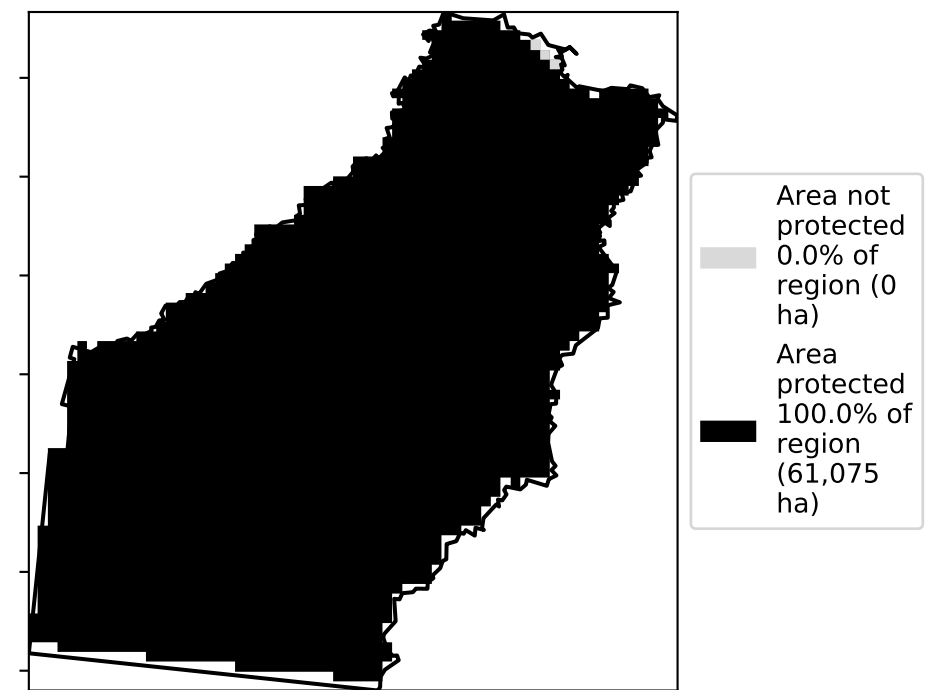 Area not
protected
0.0% of
region (0
ha)
Area
protected
100.0% of
region
(61,075
ha)